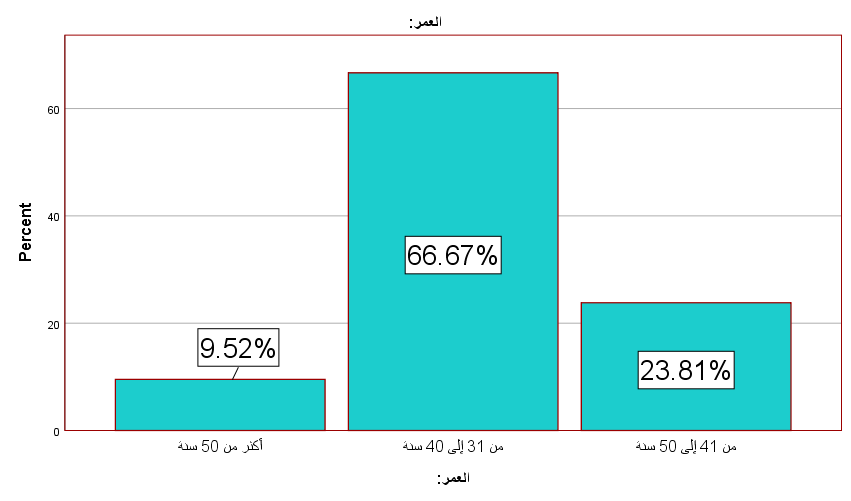 العمر:
Percent
60
40
20
0
9.52%
66.67%
23.81%
أكثر من 50 سنة
من 31 إلى 40 سنة
من 41 إلى 50 سنة
العمر: